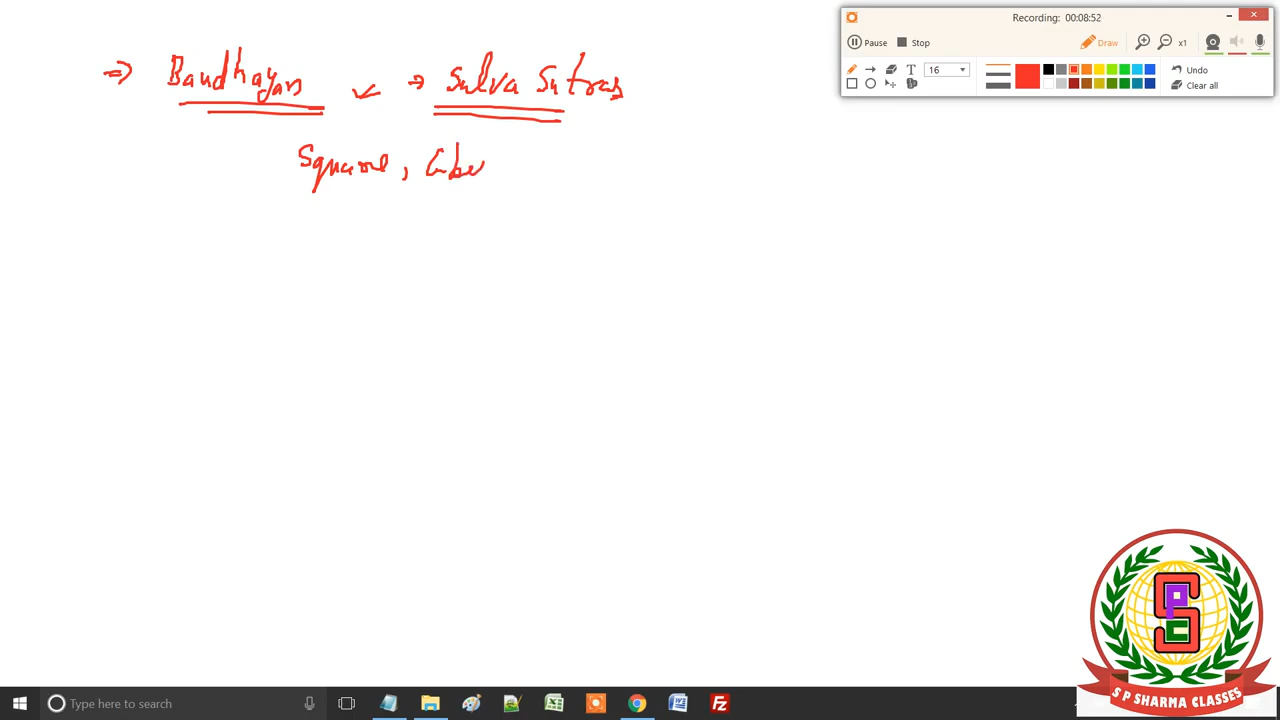 Recording: 00:08:52
Pause Stop Draw x1
T 16 Undo
Clear all
⇒ Baudhayan ✓ → Sulva Sutras
Square, Cube
S P C
S P SHARMA CLASSES
Type here to search